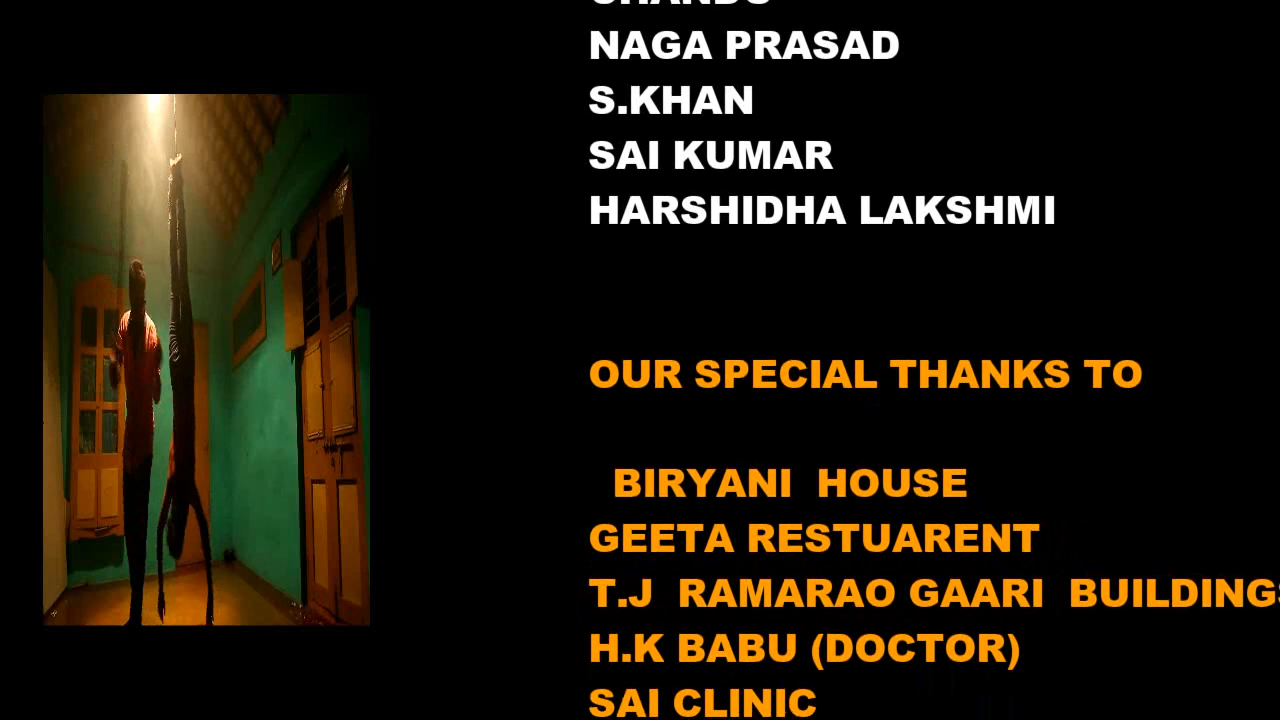 NAGA PRASAD
S.KHAN
SAI KUMAR
HARSHIDHA LAKSHMI
OUR SPECIAL THANKS TO
BIRYANI HOUSE
GEETA RESTUARENT
T.J RAMARAO GAARI BUILDINGS
H.K BABU (DOCTOR)
SAI CLINIC